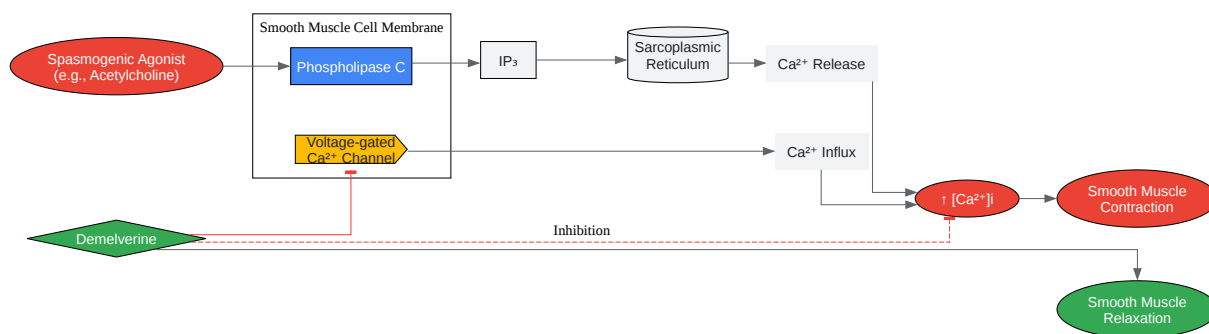 Smooth Muscle Cell Membrane
Spasmogenic Agonist
(e.g., Acetylcholine)
Phospholipase C
IP₃
Sarcoplasmic
Reticulum
Ca²⁺ Release
Voltage-gated
Ca²⁺ Channel
Ca²⁺ Influx
↑ [Ca²⁺]i
Smooth Muscle
Contraction
Demelverine
Inhibition
Smooth Muscle
Relaxation